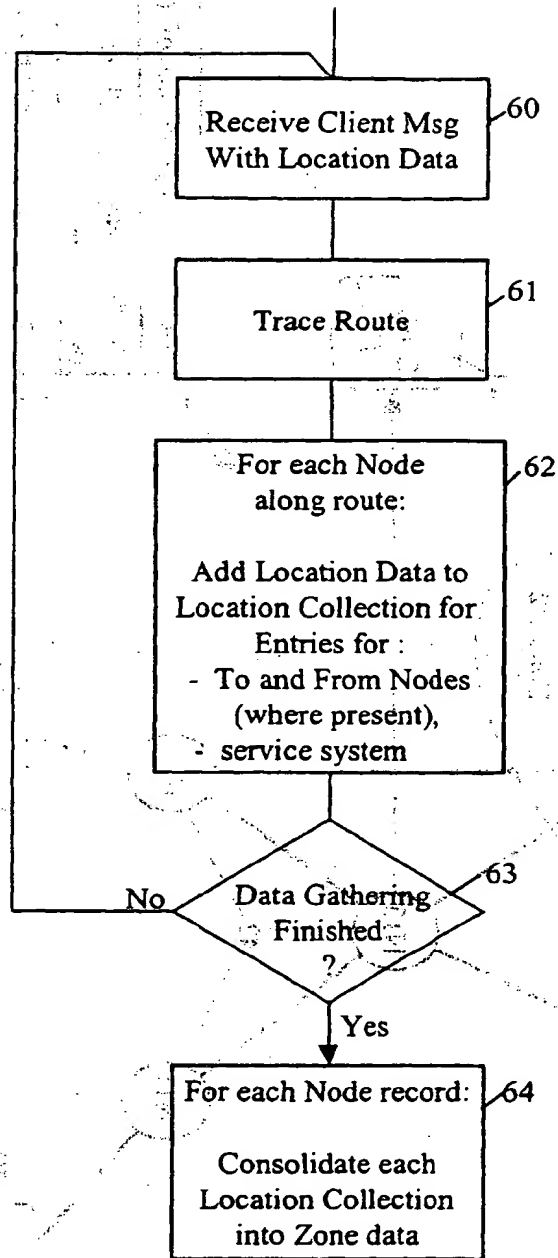 Receive Client Msg
With Location Data
60
Trace Route
61
For each Node
along route:
62
Add Location Data to
Location Collection for
Entries for :
- To and From Nodes
(where present),
- service system
Data Gathering
Finished
?
63
No
Yes
For each Node record:
64
Consolidate each
Location Collection
into Zone data